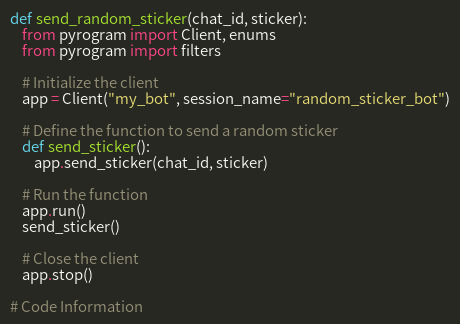 def send_random_sticker(chat_id, sticker):
from pyrogram import Client, enums
from pyrogram import filters
# Initialize the client
app = Client("my_bot", session_name="random_sticker_bot")
# Define the function to send a random sticker
def send_sticker():
app.send_sticker(chat_id, sticker)
# Run the function
app.run()
send_sticker()
# Close the client
app.stop()
# Code Information